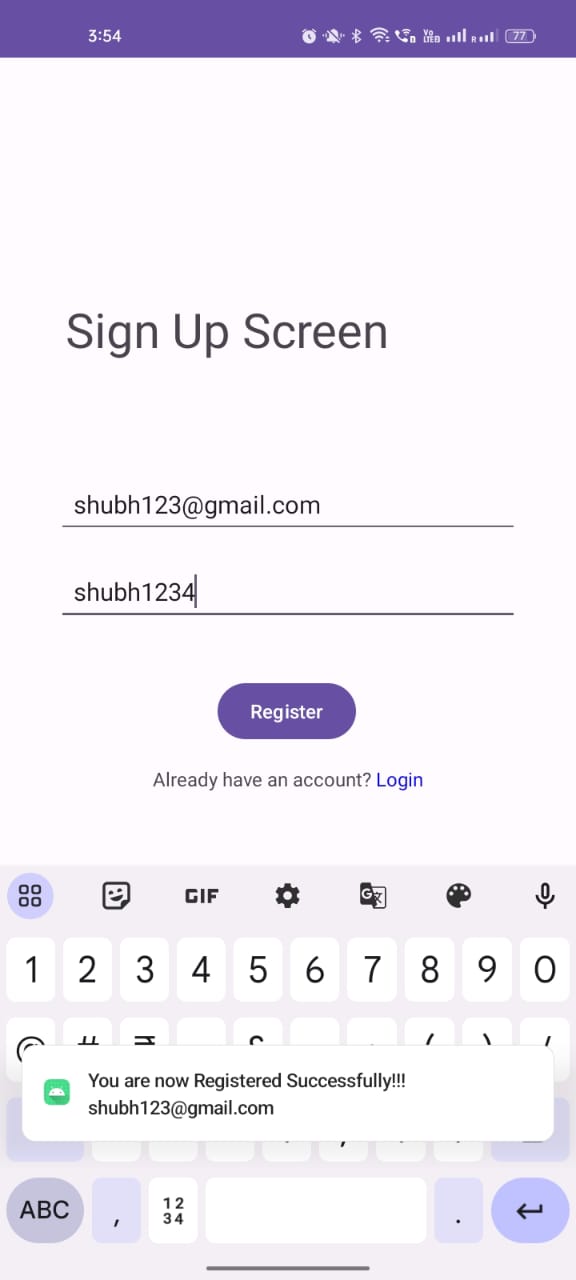 3:54
Vo LTED
R
77
Sign Up Screen
shubh123@gmail.com
shubh1234
Register
Already have an account? Login
GIF
G
1 2 3 4 5 6 7 8 9 0
You are now Registered Successfully!!!
shubh123@gmail.com
ABC , 12 34 .